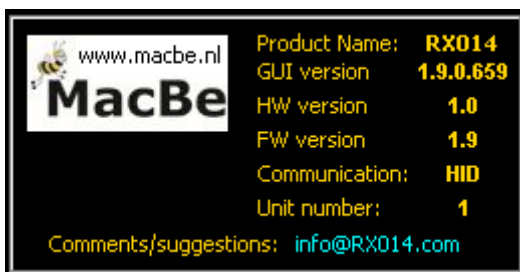 www.macbe.nl
MacBe
Product Name: RX014
GUI version 1.9.0.659
HW version 1.0
FW version 1.9
Communication: HID
Unit number: 1
Comments/suggestions: info@RX014.com